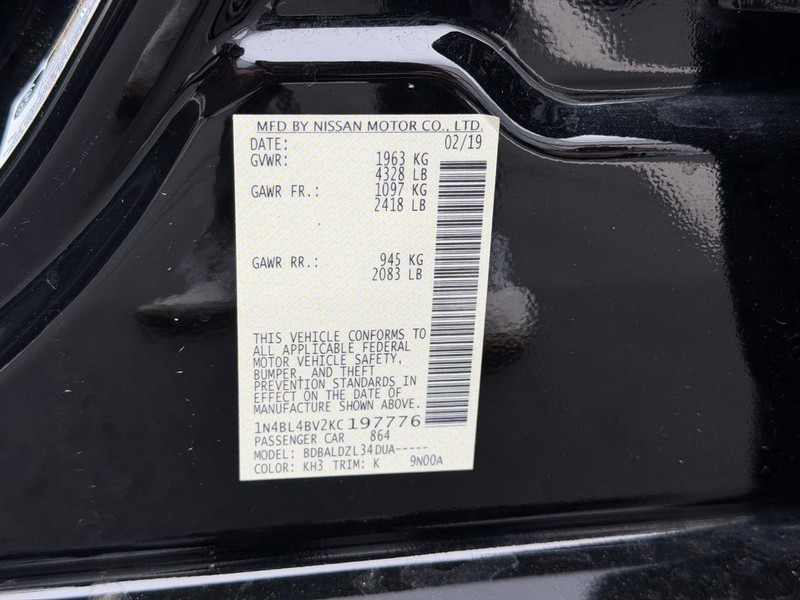 MFD BY NISSAN MOTOR CO., LTD.
DATE: 02/19
GVWR: 1963 KG
4328 LB
GAWR FR.: 1097 KG
2418 LB
GAWR RR.: 945 KG
2083 LB
THIS VEHICLE CONFORMS TO
ALL APPLICABLE FEDERAL
MOTOR VEHICLE SAFETY,
BUMPER, AND THEFT
PREVENTION STANDARDS IN
EFFECT ON THE DATE OF
MANUFACTURE SHOWN ABOVE.
1N4BL4BV2KC197776
PASSENGER CAR 864
MODEL: BDBALDZL34DUA-----
COLOR: KH3 TRIM: K 9N00A